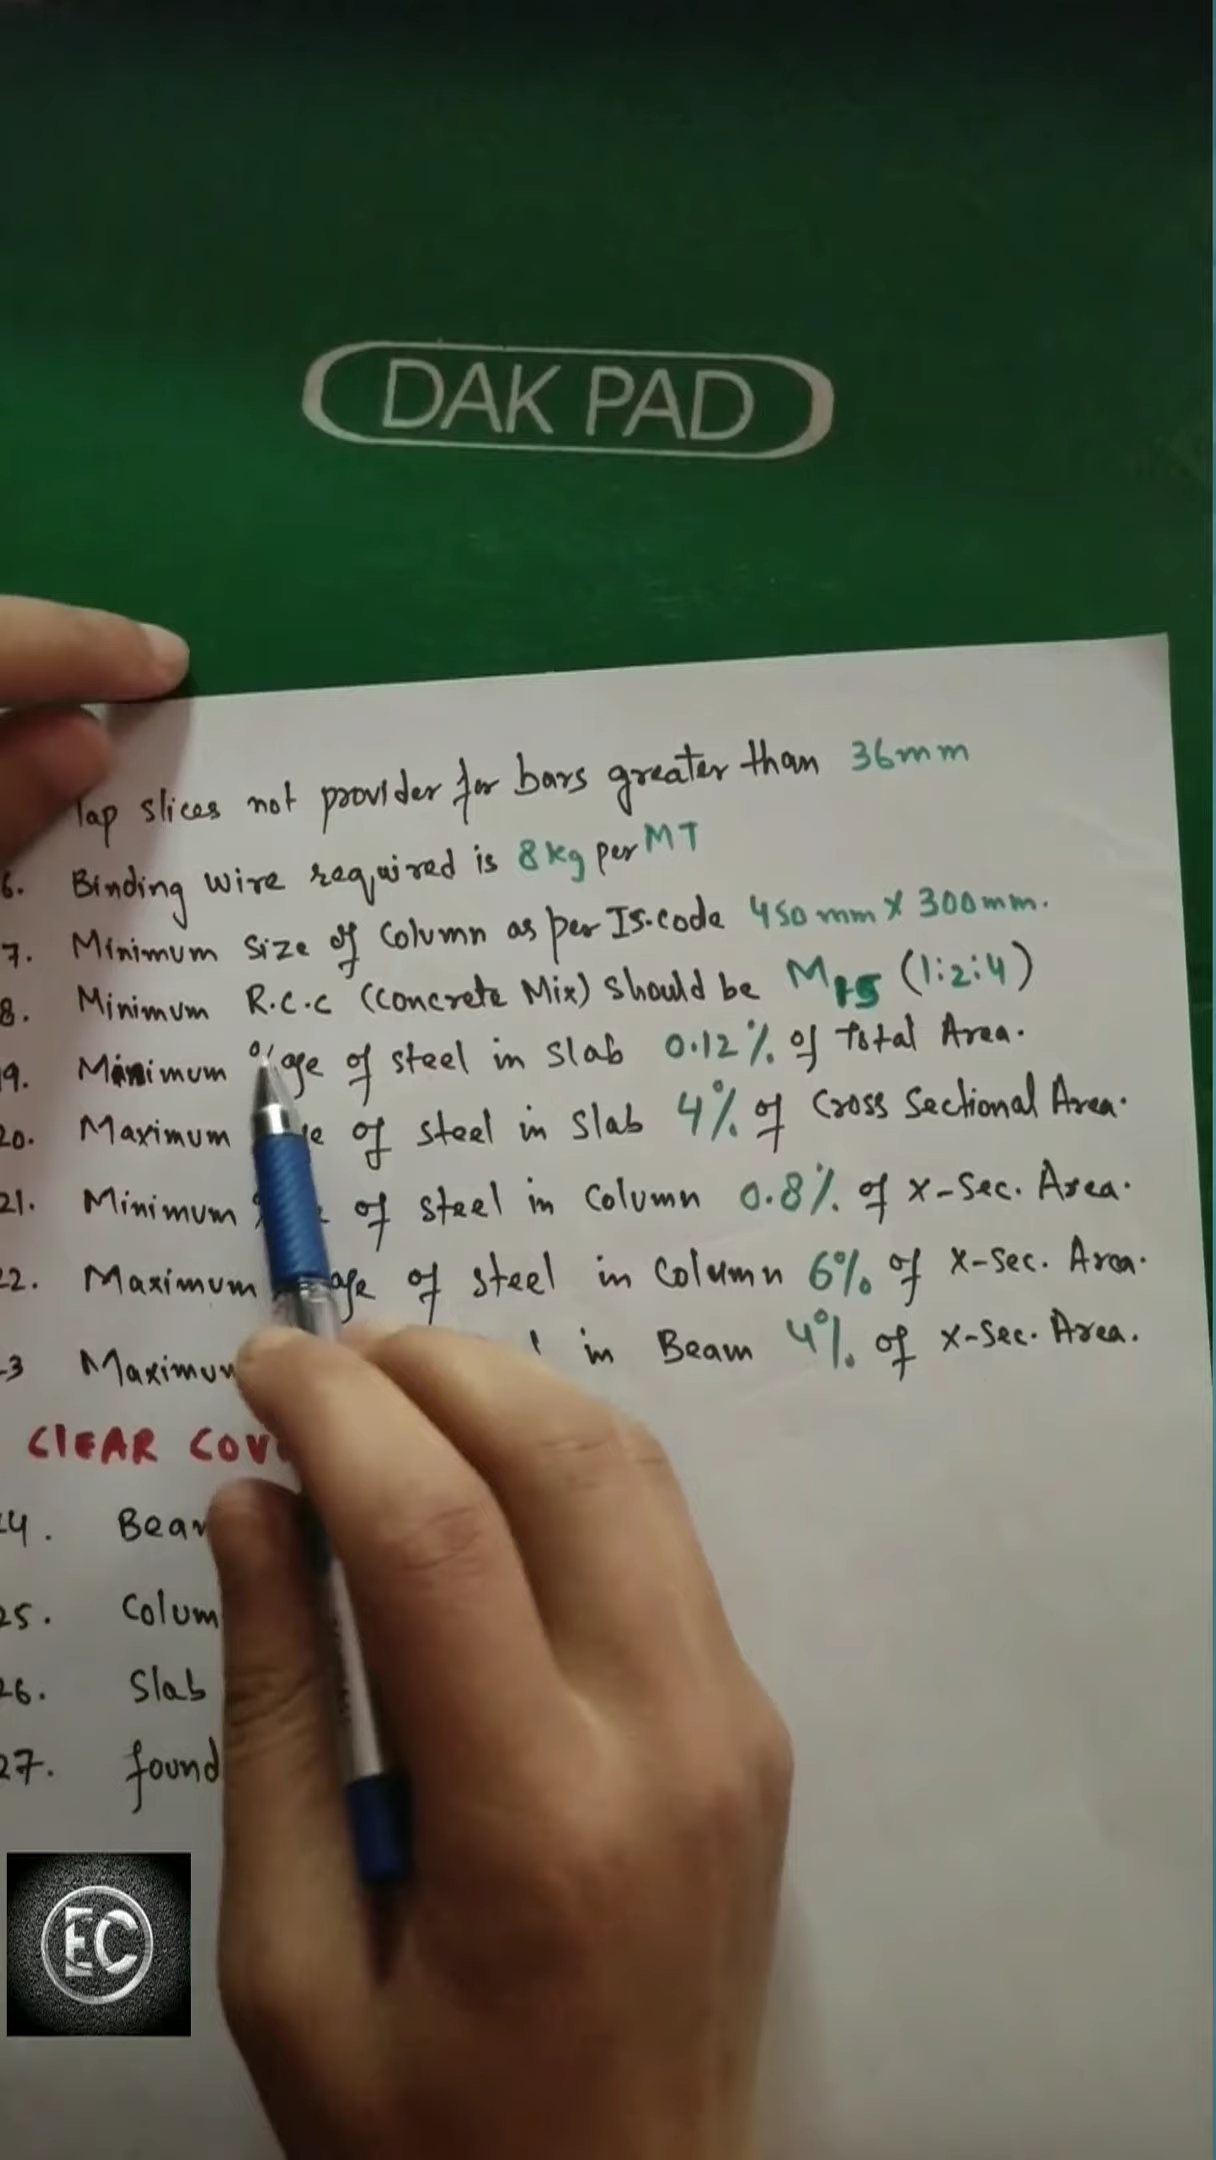 DAK PAD
lap slices not provider for bars greater than 36mm
6. Binding wire required is 8kg per MT
7. Minimum Size of Column as per IS-code 450mm X 300mm.
8. Minimum R.C.C (Concrete Mix) should be M15 (1:2:4)
19. Minimum %age of steel in slab 0.12% of Total Area.
20. Maximum of steel in slab 4% of Cross Sectional Area.
21. Minimum of steel in Column 0.8% of x-Sec. Area.
22. Maximum age of steel in Column 6% of x-Sec. Area.
3 Maximum in Beam 4% of x-Sec. Area.
CLEAR COV
24. Beam
25. Colum
26. Slab
27. found
EC